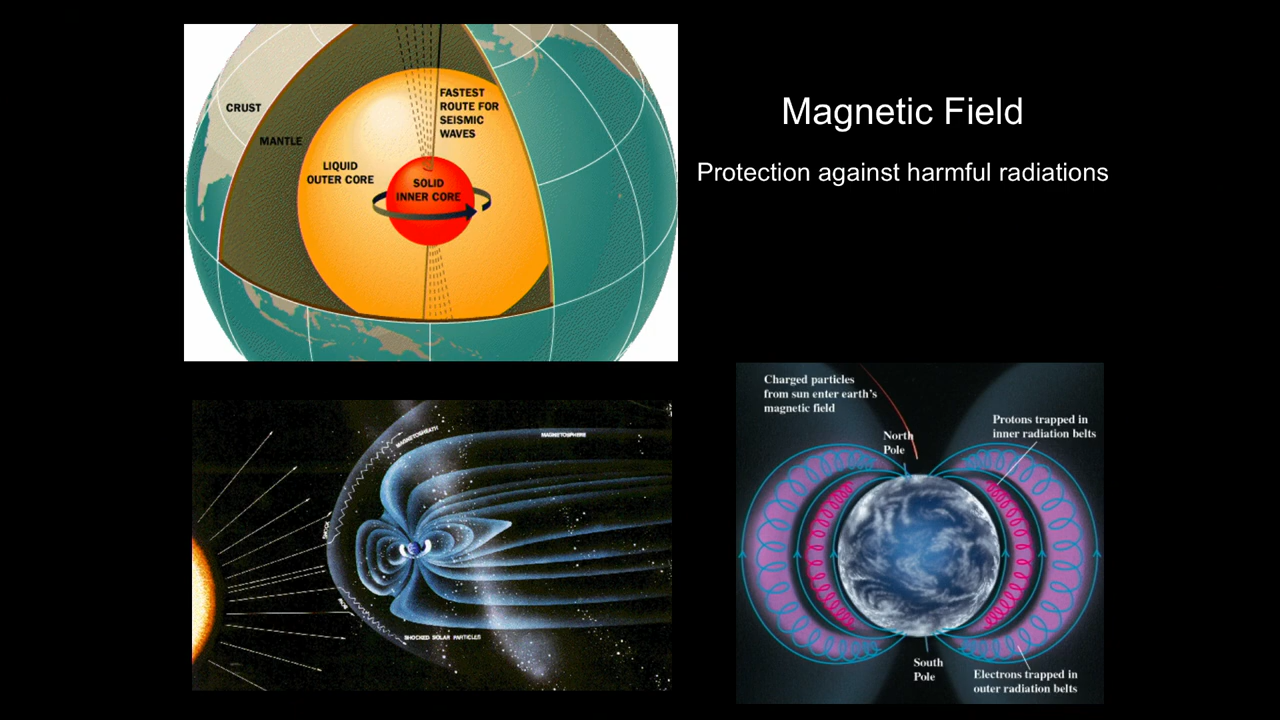 Magnetic Field
Protection against harmful radiations
CRUST
MANTLE
LIQUID
OUTER CORE
FASTEST
ROUTE FOR
SEISMIC
WAVES
SOLID
INNER CORE
MAGNETOSHEATH
MAGNETOSPHERE
SHOCK
SHOCKED SOLAR PARTICLES
Charged particles
from sun enter earth's
magnetic field
North
Pole
Protons trapped in
inner radiation belts
South
Pole
Electrons trapped in
outer radiation belts